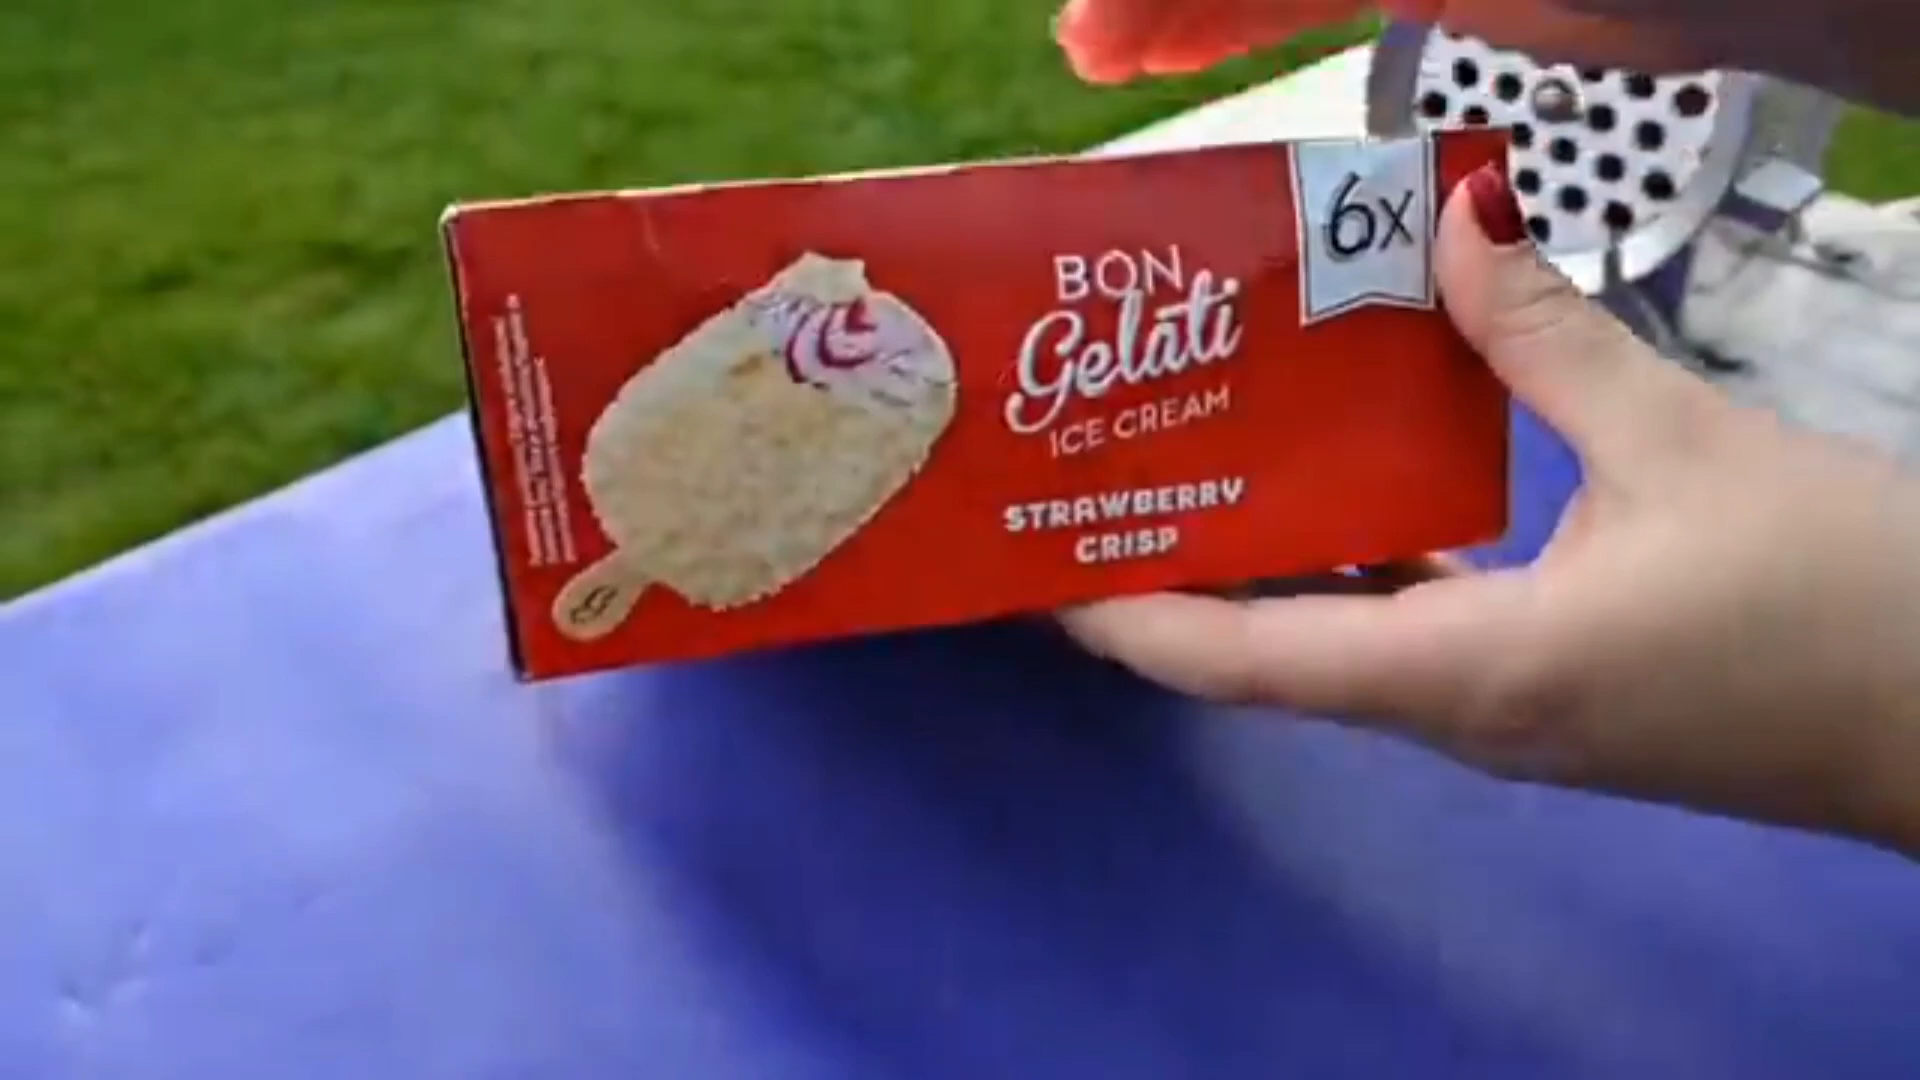 6x
BON
Gelati
ICE CREAM
STRAWBERRY
CRISP